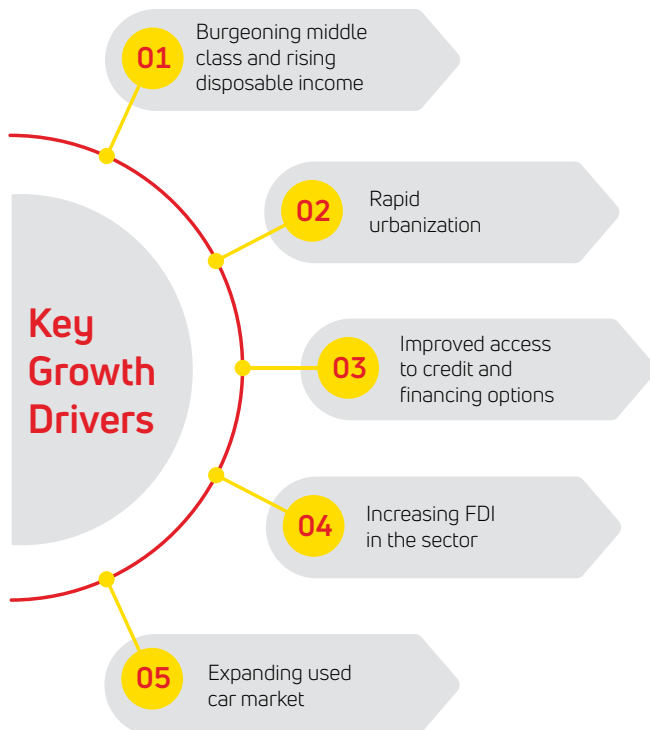 Key
Growth
Drivers
01
Burgeoning middle
class and rising
disposable income
02
Rapid
urbanization
03
Improved access
to credit and
financing options
04
Increasing FDI
in the sector
05
Expanding used
car market